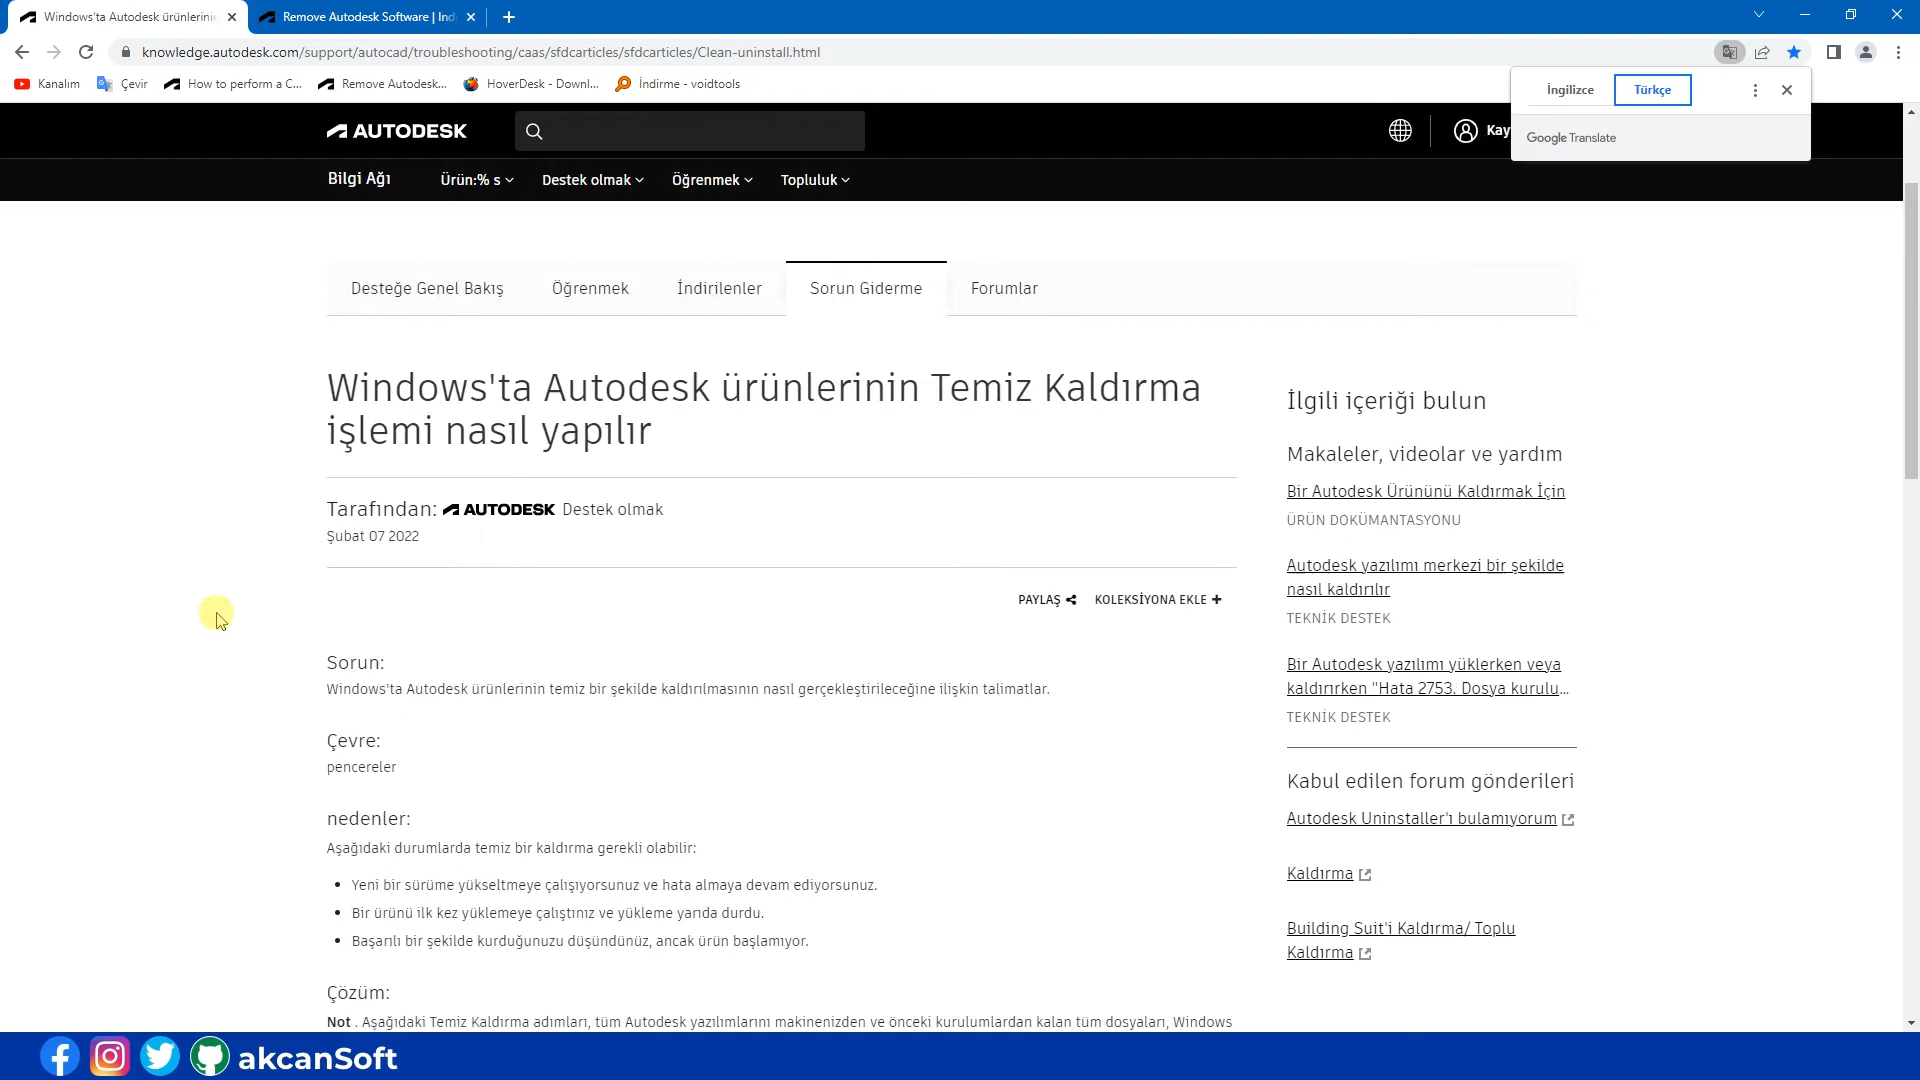 Windows'ta Autodesk ürünlerini
Remove Autodesk Software | Ind
knowledge.autodesk.com/support/autocad/troubleshooting/caas/sfdcarticles/sfdcarticles/Clean-uninstall.html
Kanalım
Çevir
How to perform a C...
Remove Autodesk...
HoverDesk - Downl...
İndirme - voidtools
İngilizce
Türkçe
Google Translate
AUTODESK
Kay
Bilgi Ağı
Ürün:% s
Destek olmak
Öğrenmek
Topluluk
Desteğe Genel Bakış
Öğrenmek
İndirilenler
Sorun Giderme
Forumlar
Windows'ta Autodesk ürünlerinin Temiz Kaldırma
işlemi nasıl yapılır
Tarafından: AUTODESK Destek olmak
Şubat 07 2022
PAYLAŞ
KOLEKSİYONA EKLE
Sorun:
Windows'ta Autodesk ürünlerinin temiz bir şekilde kaldırılmasının nasıl gerçekleştirileceğine ilişkin talimatlar.
Çevre:
pencereler
nedenler:
Aşağıdaki durumlarda temiz bir kaldırma gerekli olabilir:
Yeni bir sürüme yükseltmeye çalışıyorsunuz ve hata almaya devam ediyorsunuz.
Bir ürünü ilk kez yüklemeye çalıştınız ve yükleme yarıda durdu.
Başarılı bir şekilde kurduğunuzu düşündünüz, ancak ürün başlamıyor.
Çözüm:
Not . Aşağıdaki Temiz Kaldırma adımları, tüm Autodesk yazılımlarını makinenizden ve önceki kurulumlardan kalan tüm dosyaları, Windows
İlgili içeriği bulun
Makaleler, videolar ve yardım
Bir Autodesk Ürününü Kaldırmak İçin
ÜRÜN DOKÜMANTASYONU
Autodesk yazılımı merkezi bir şekilde
nasıl kaldırılır
TEKNİK DESTEK
Bir Autodesk yazılımı yüklerken veya
kaldırırken "Hata 2753. Dosya kurulu...
TEKNİK DESTEK
Kabul edilen forum gönderileri
Autodesk Uninstaller'ı bulamıyorum
Kaldırma
Building Suit'i Kaldırma/ Toplu
Kaldırma
akcanSoft